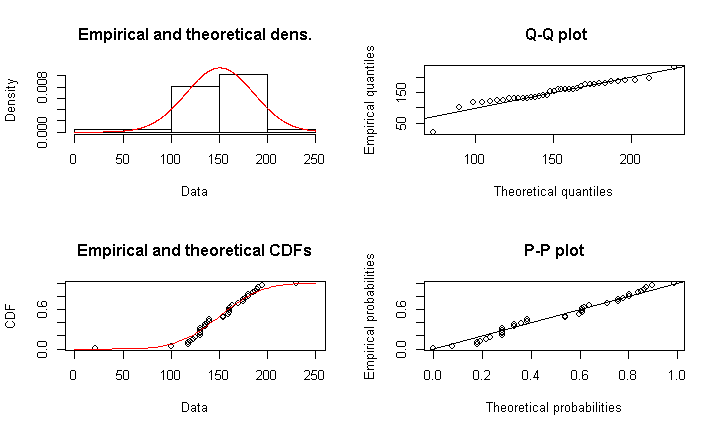 Empirical and theoretical dens.
Density
0.000 0.008
0 50 100 150 200 250
Data
Q-Q plot
Empirical quantiles
50 150
100 150 200
Theoretical quantiles
Empirical and theoretical CDFs
CDF
0.0 0.6
0 50 100 150 200 250
Data
P-P plot
Empirical probabilities
0.0 0.6
0.0 0.2 0.4 0.6 0.8 1.0
Theoretical probabilities